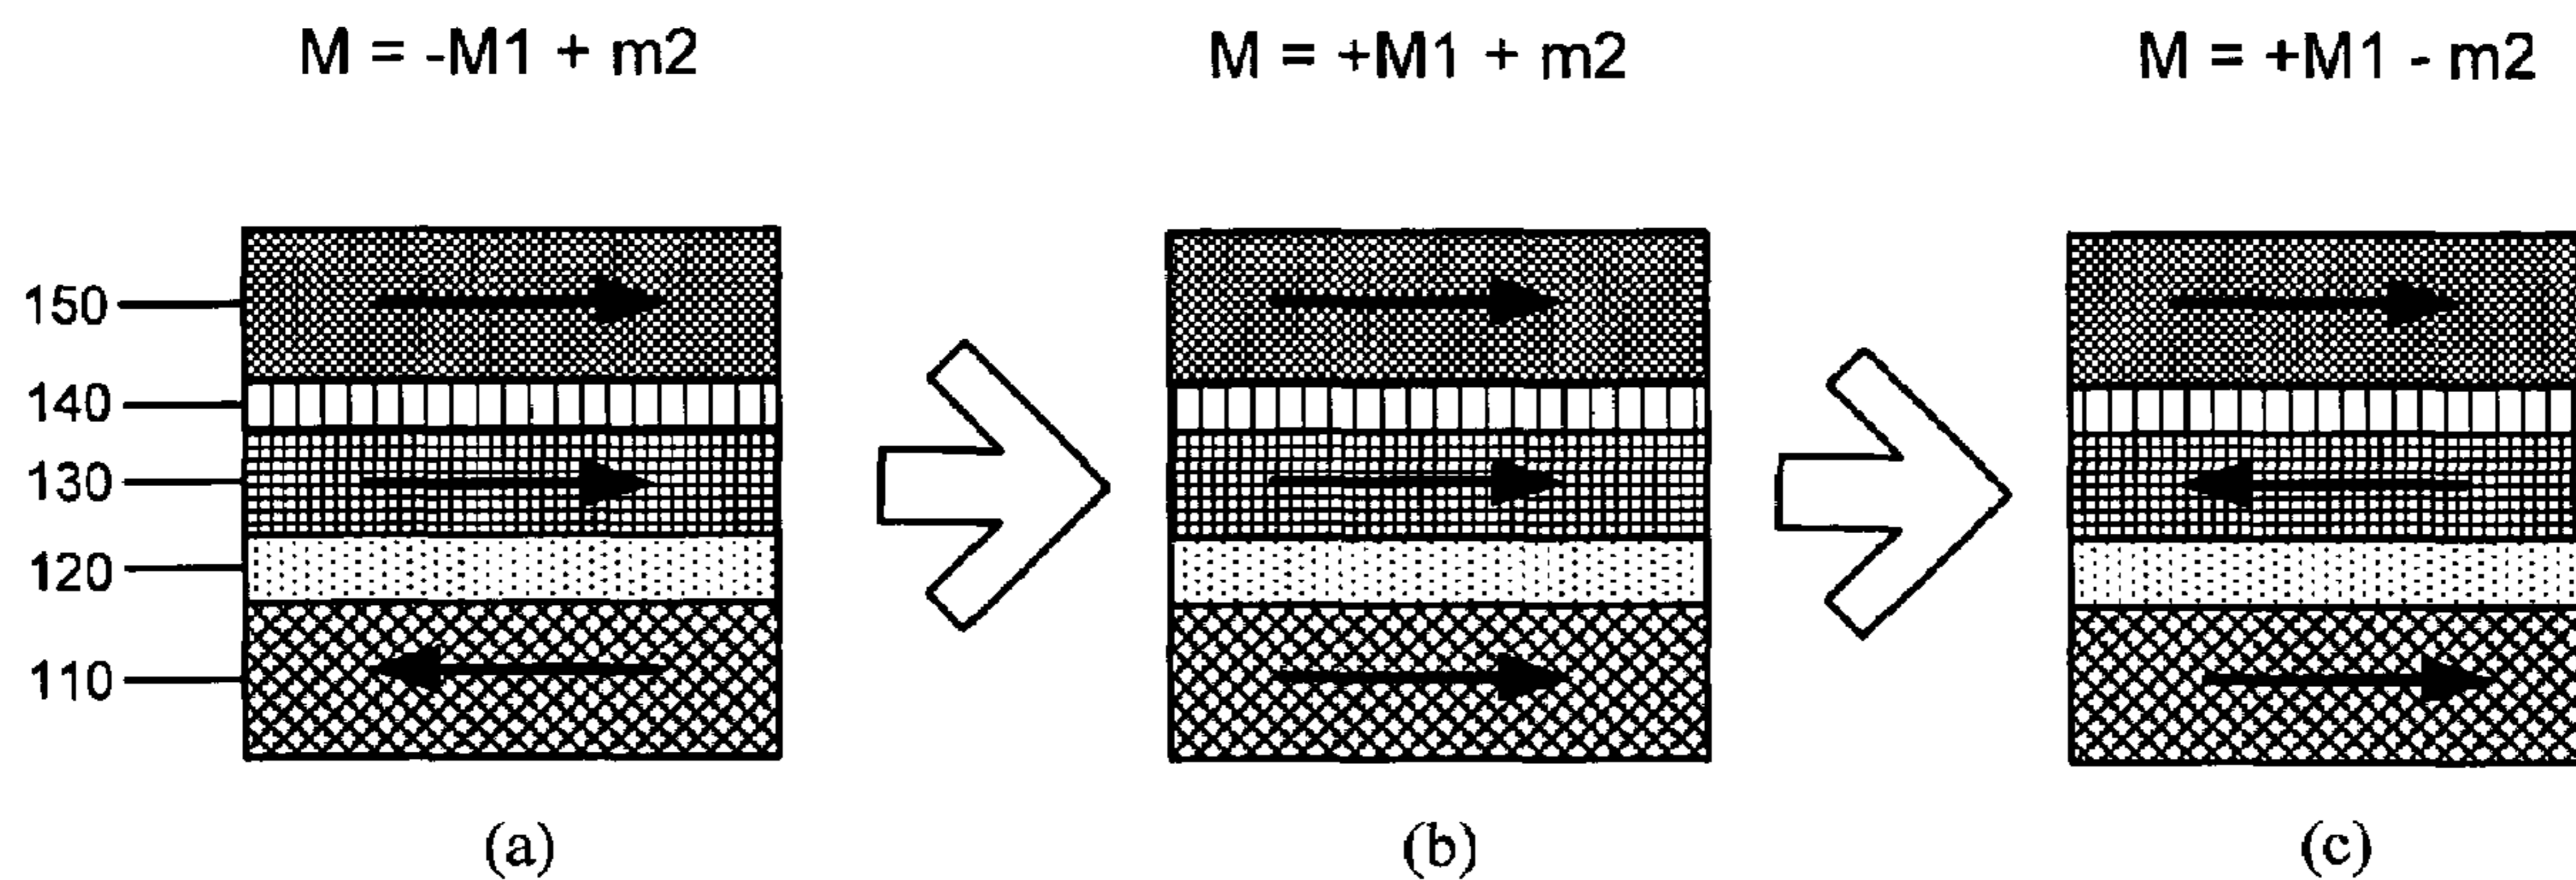 M = -M1 + m2
M = +M1 + m2
M = +M1 - m2
150
140
130
120
110
(a)
(b)
(c)